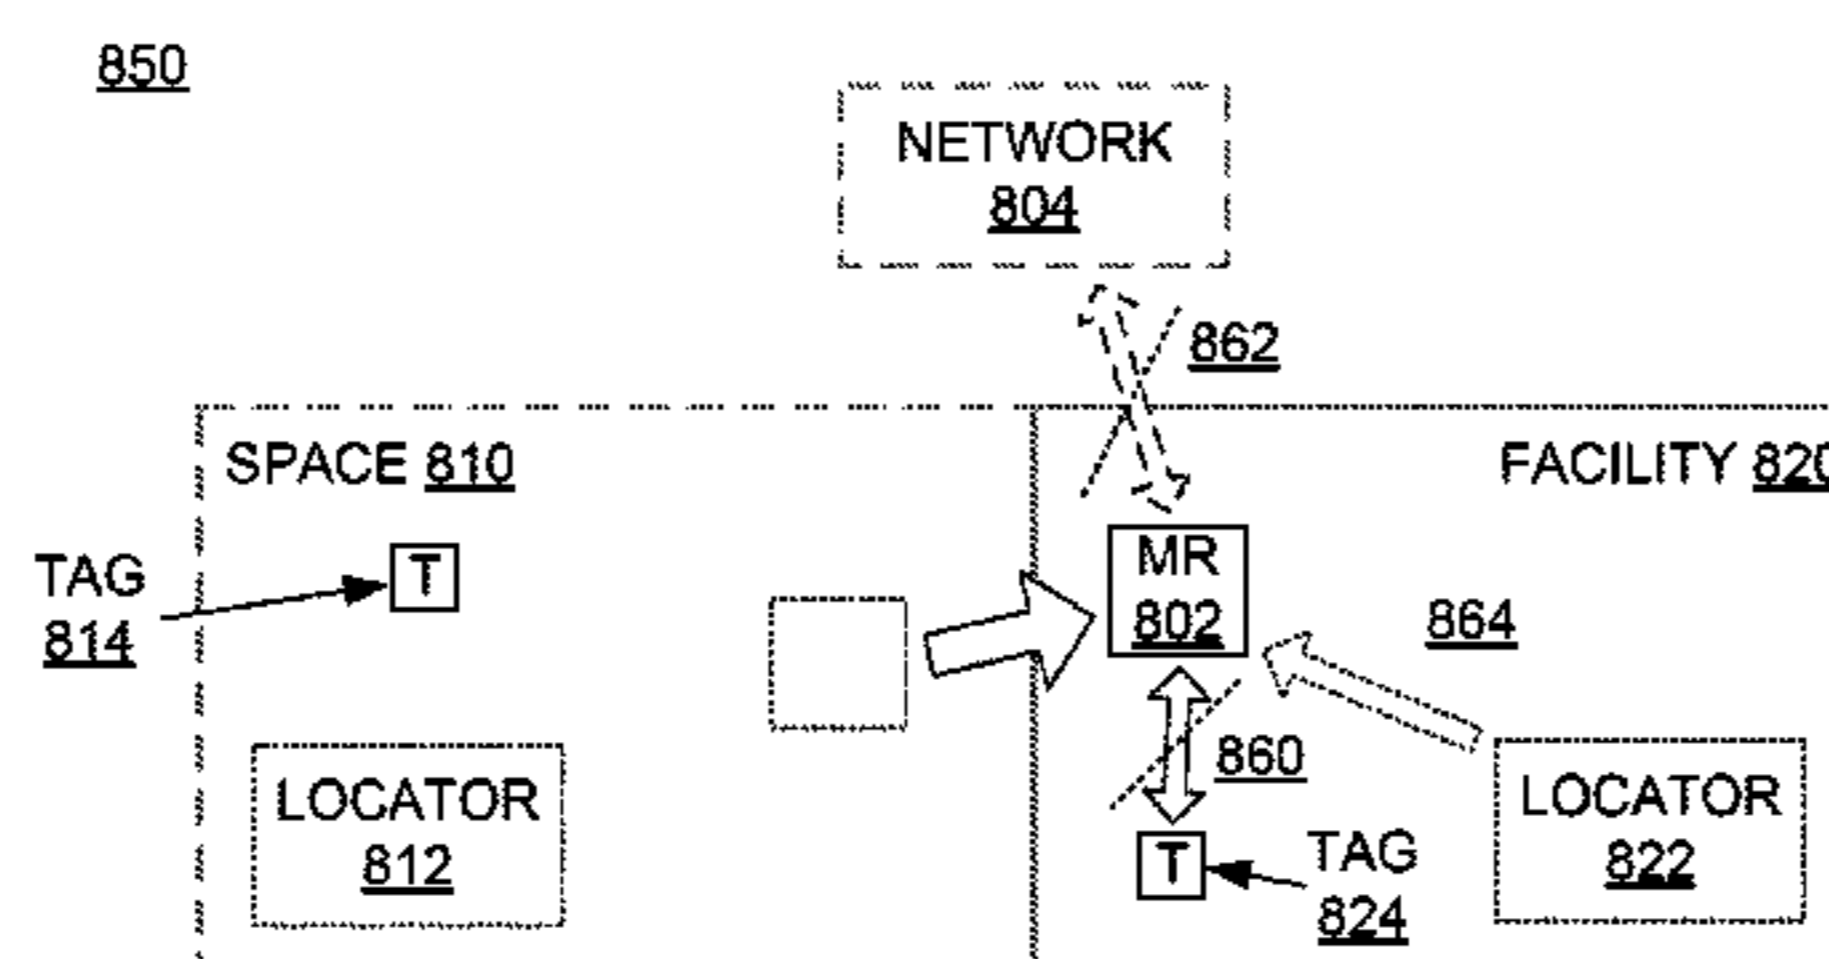 850
NETWORK
804
862
SPACE 810
FACILITY 820
TAG
814
T
MR
802
864
LOCATOR
812
860
T
TAG
824
LOCATOR
822